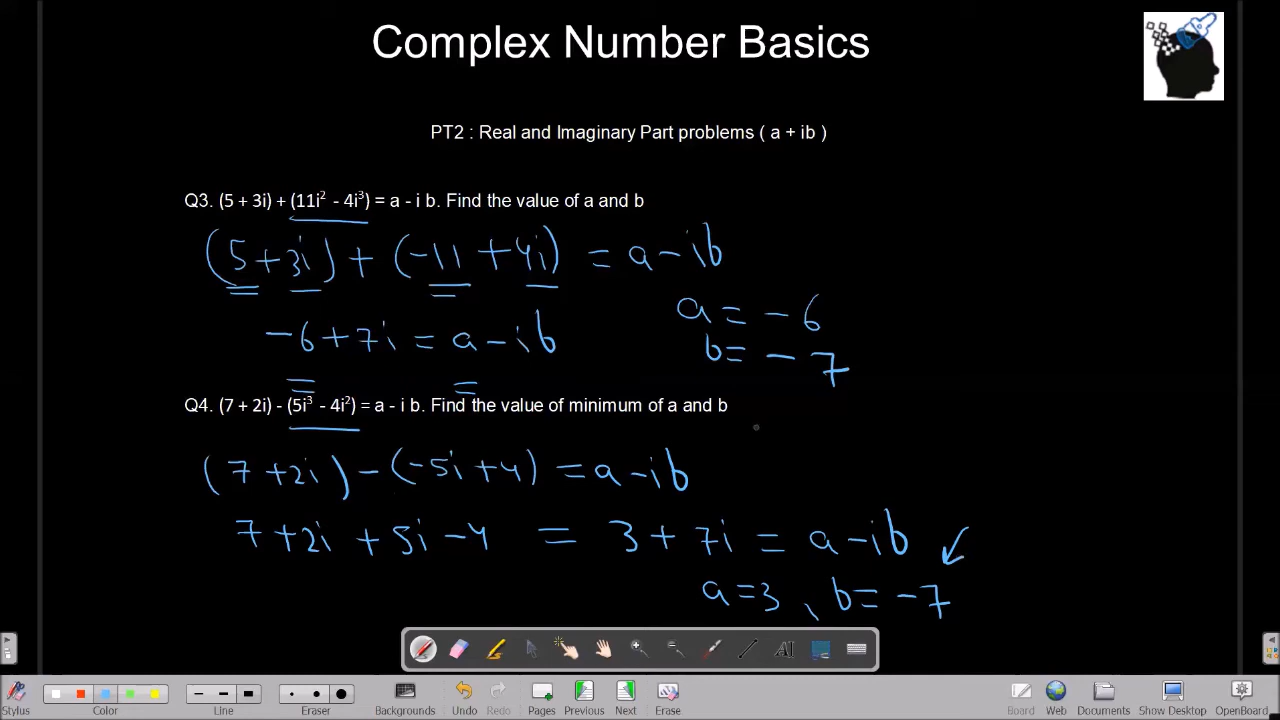 Complex Number Basics
PT2 : Real and Imaginary Part problems ( a + ib )
Q3. (5 + 3i) + (11i² - 4i³) = a - i b. Find the value of a and b
(5 + 3i) + (-11 + 4i) = a - ib
a = - 6
-6 + 7i = a - ib
b = - 7
Q4. (7 + 2i) - (5i³ - 4i²) = a - i b. Find the value of minimum of a and b
(7 + 2i) - (-5i + 4) = a - ib
7 + 2i + 5i - 4 = 3 + 7i = a - ib
a = 3 , b = - 7
AI
Stylus
Color
Line
Eraser
Backgrounds
Undo
Redo
Pages
Previous
Next
Erase
Board
Web
Documents
Show Desktop
OpenBoard